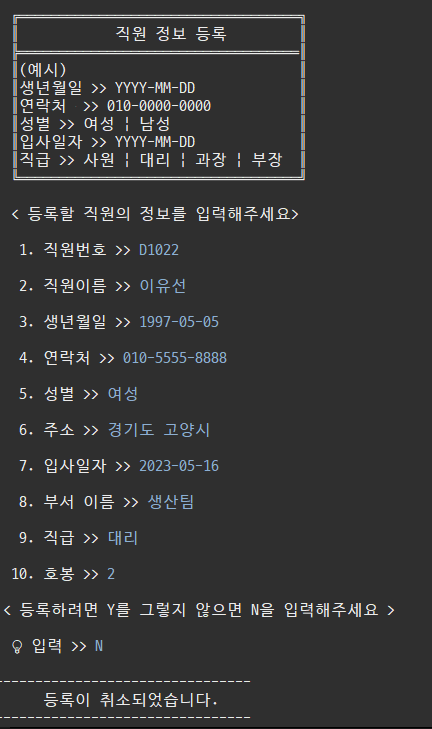 직원 정보 등록
(예시)
생년월일 >> YYYY-MM-DD
연락처 >> 010-0000-0000
성별 >> 여성 ¦ 남성
입사일자 >> YYYY-MM-DD
직급 >> 사원 ¦ 대리 ¦ 과장 ¦ 부장
< 등록할 직원의 정보를 입력해주세요>
1. 직원번호 >> D1022
2. 직원이름 >> 이유선
3. 생년월일 >> 1997-05-05
4. 연락처 >> 010-5555-8888
5. 성별 >> 여성
6. 주소 >> 경기도 고양시
7. 입사일자 >> 2023-05-16
8. 부서 이름 >> 생산팀
9. 직급 >> 대리
10. 호봉 >> 2
< 등록하려면 Y를 그렇지 않으면 N을 입력해주세요 >
입력 >> N
등록이 취소되었습니다.